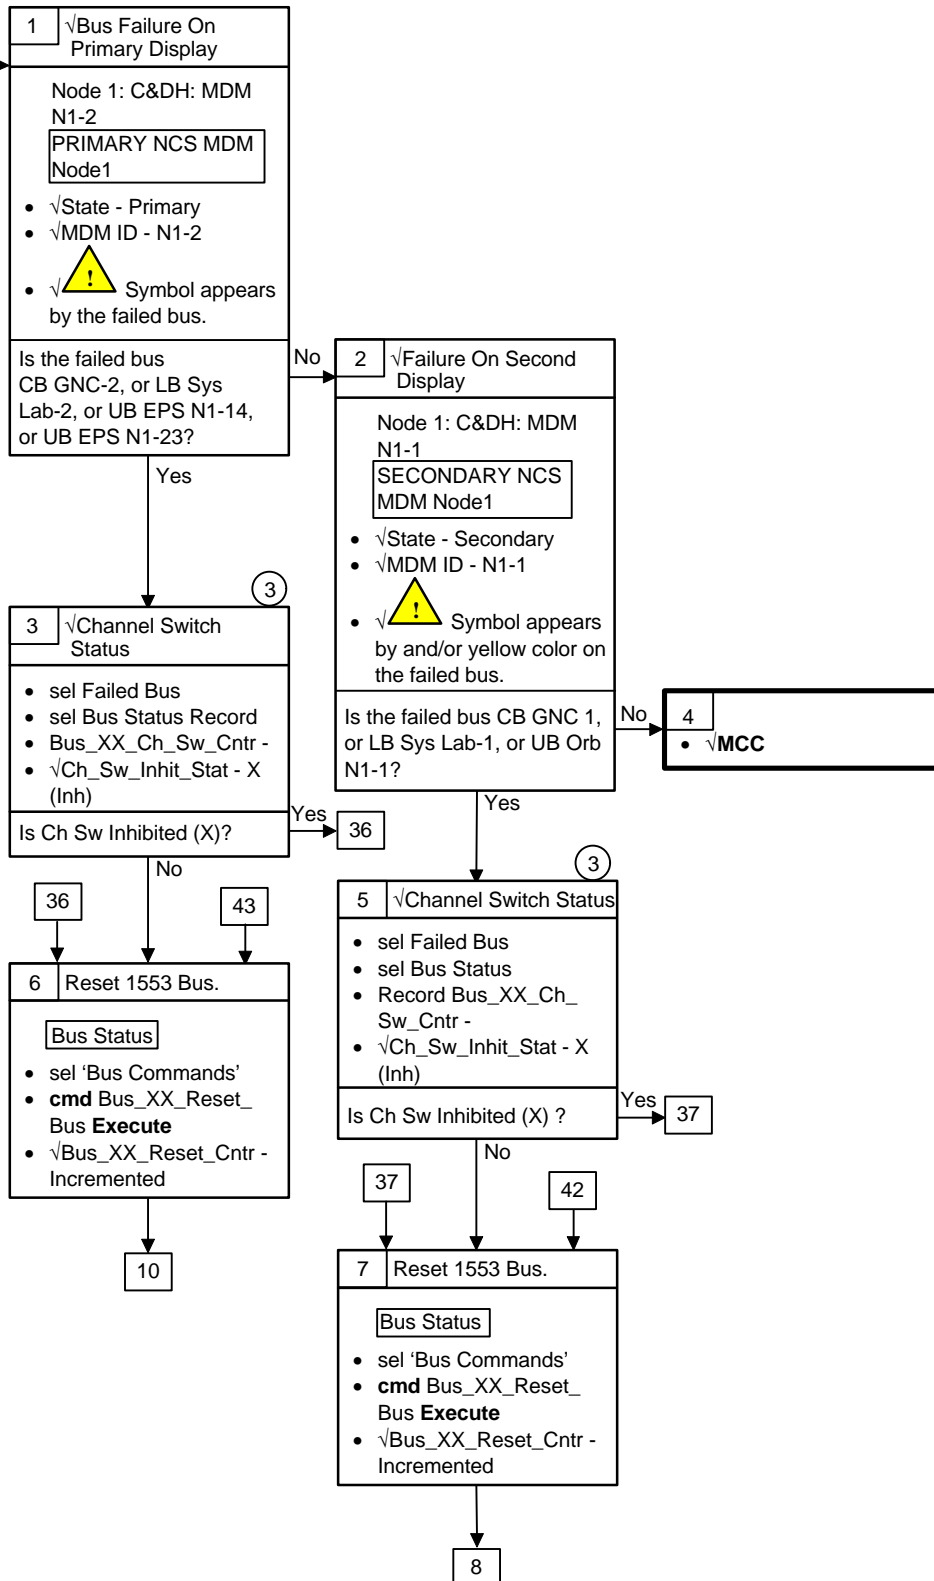 1 √Bus Failure On
Primary Display
Node 1: C&DH: MDM
N1-2
PRIMARY NCS MDM
Node1
• √State - Primary
• √MDM ID - N1-2
• √ ! Symbol appears
by the failed bus.
Is the failed bus
CB GNC-2, or LB Sys
Lab-2, or UB EPS N1-14,
or UB EPS N1-23?
No
Yes
2 √Failure On Second
Display
Node 1: C&DH: MDM
N1-1
SECONDARY NCS
MDM Node1
• √State - Secondary
• √MDM ID - N1-1
• √ ! Symbol appears
by and/or yellow color on
the failed bus.
Is the failed bus CB GNC 1,
or LB Sys Lab-1, or UB Orb
N1-1?
No
Yes
4
• √MCC
3
3 √Channel Switch
Status
• sel Failed Bus
• sel Bus Status Record
• Bus_XX_Ch_Sw_Cntr -
• √Ch_Sw_Inhit_Stat - X
(Inh)
Is Ch Sw Inhibited (X)?
Yes
36
No
36
43
6 Reset 1553 Bus.
Bus Status
• sel ‘Bus Commands’
• cmd Bus_XX_Reset_
Bus Execute
• √Bus_XX_Reset_Cntr -
Incremented
10
3
5 √Channel Switch Status
• sel Failed Bus
• sel Bus Status
• Record Bus_XX_Ch_
Sw_Cntr -
• √Ch_Sw_Inhit_Stat - X
(Inh)
Is Ch Sw Inhibited (X) ?
Yes
37
No
37
42
7 Reset 1553 Bus.
Bus Status
• sel ‘Bus Commands’
• cmd Bus_XX_Reset_
Bus Execute
• √Bus_XX_Reset_Cntr -
Incremented
8